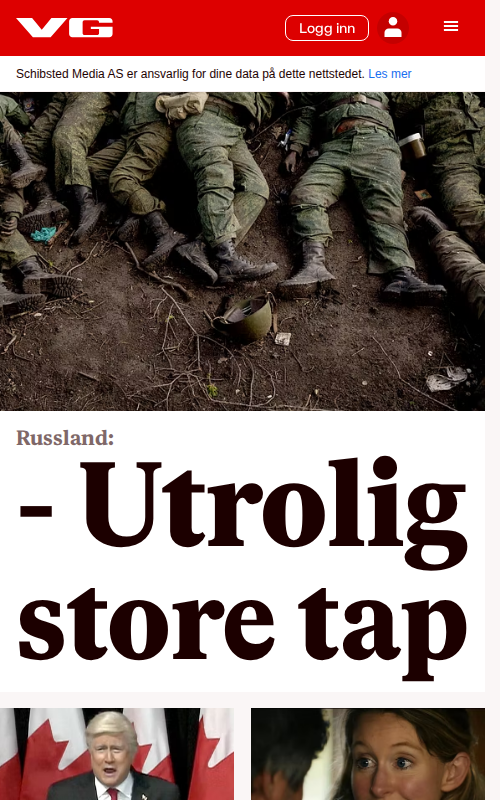 VG
Logg inn
Schibsted Media AS er ansvarlig for dine data på dette nettstedet. Les mer
Russland:
- Utrolig
store tap